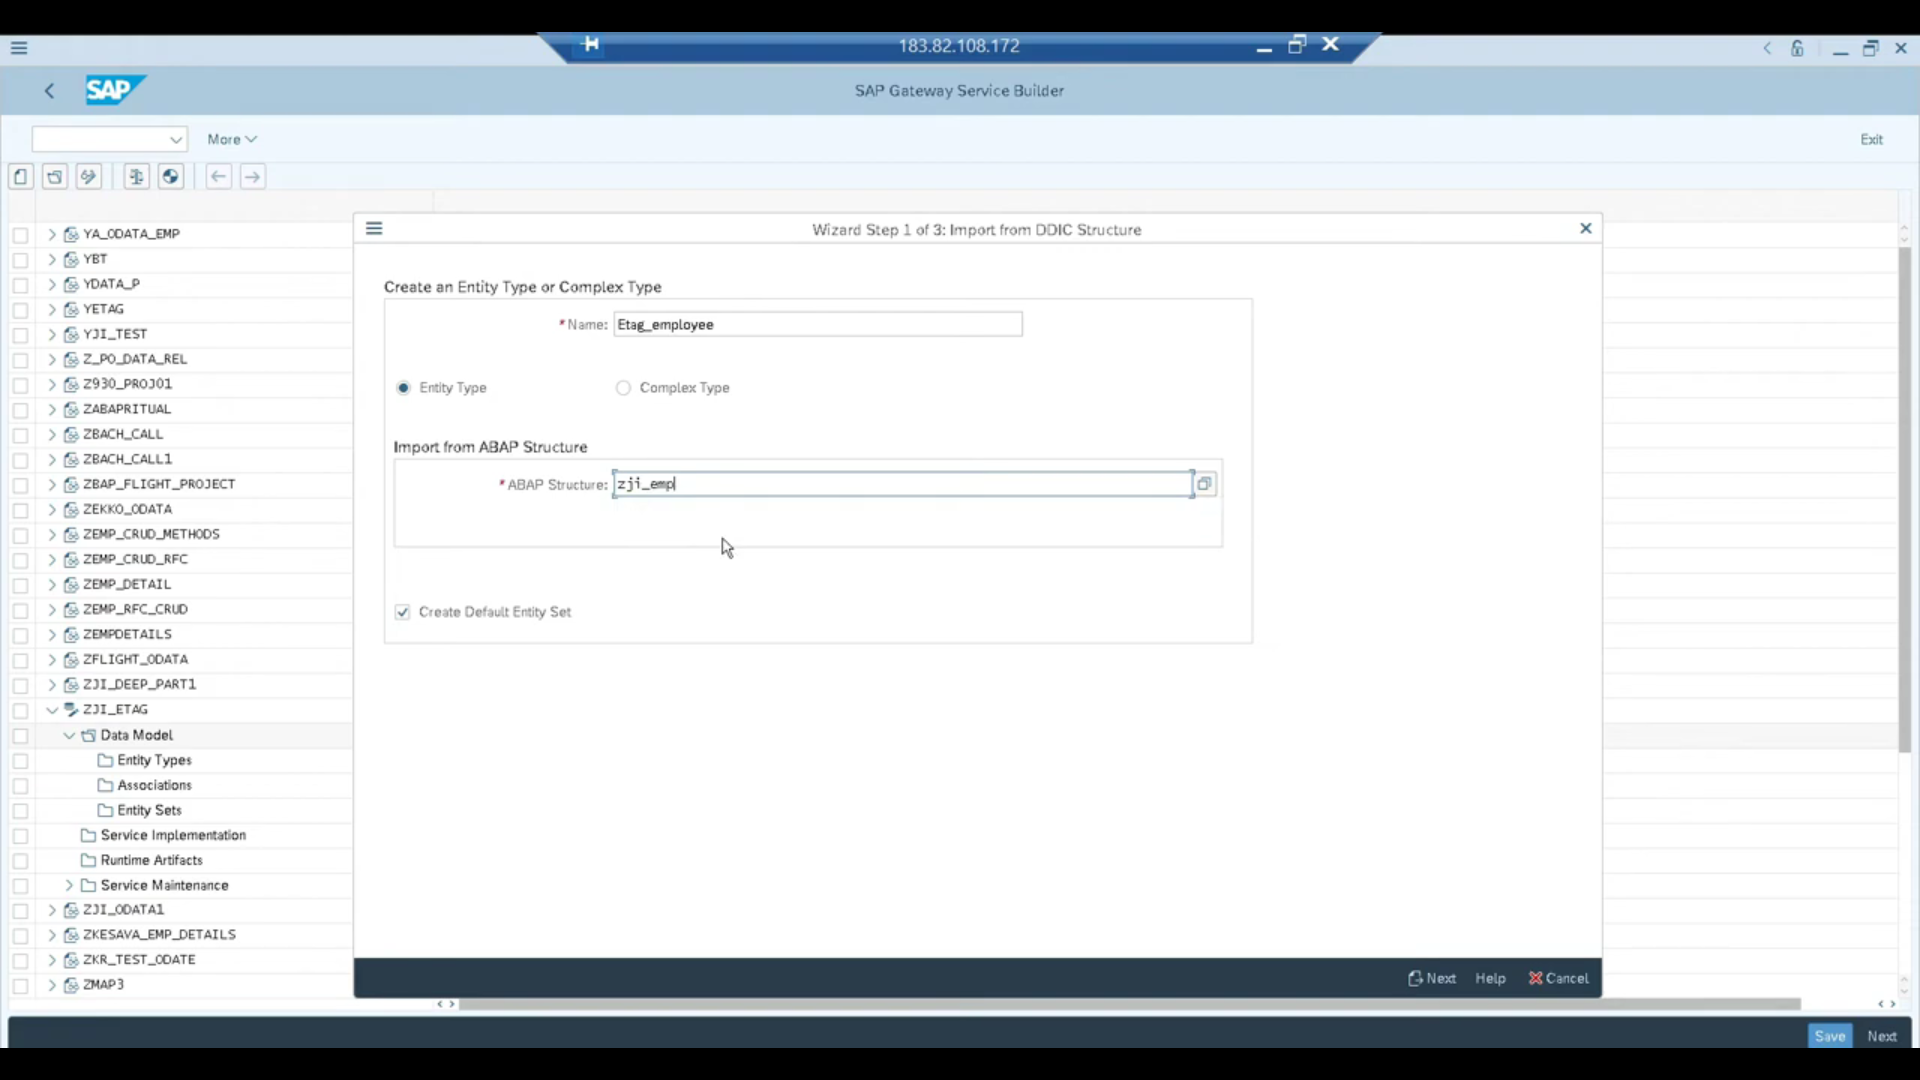 183.82.108.172
SAP
SAP Gateway Service Builder
More
Exit
YA_ODATA_EMP
YBT
YDATA_P
YETAG
YJI_TEST
Z_PO_DATA_REL
Z930_PROJ01
ZABAPRITUAL
ZBACH_CALL
ZBACH_CALL1
ZBAP_FLIGHT_PROJECT
ZEKKO_ODATA
ZEMP_CRUD_METHODS
ZEMP_CRUD_RFC
ZEMP_DETAIL
ZEMP_RFC_CRUD
ZEMPDETAILS
ZFLIGHT_ODATA
ZJI_DEEP_PART1
ZJI_ETAG
Data Model
Entity Types
Associations
Entity Sets
Service Implementation
Runtime Artifacts
Service Maintenance
ZJI_ODATA1
ZKESAVA_EMP_DETAILS
ZKR_TEST_ODATE
ZMAP3
Wizard Step 1 of 3: Import from DDIC Structure
Create an Entity Type or Complex Type
*Name: Etag_employee
Entity Type Complex Type
Import from ABAP Structure
*ABAP Structure: zji_emp
Create Default Entity Set
Next Help Cancel
Save Next